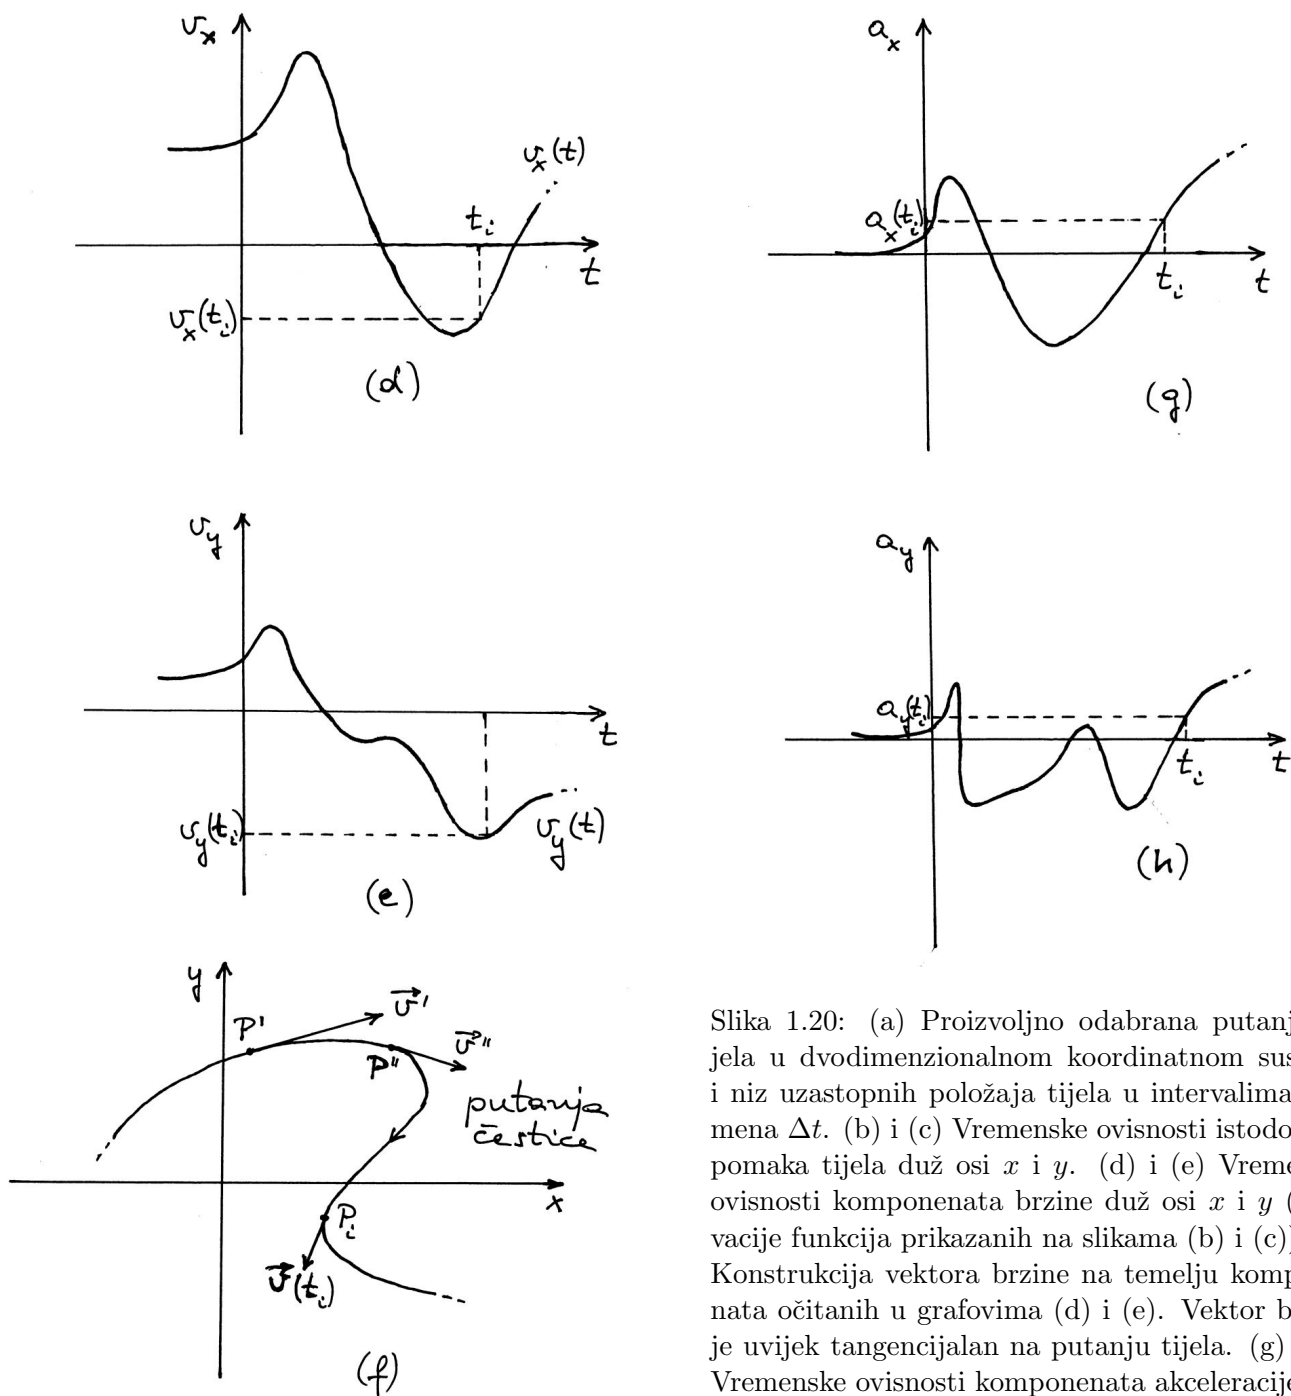 v_x
v_x(t)
t_i
t
v_x(t_i)
(d)
a_x
a_x(t_i)
t_i
t
(g)
v_y
t
v_y(t_i)
v_y(t)
(e)
a_y
a_y(t_i)
t_i
t
(h)
y
P'
v⃗'
P''
v⃗''
putanja
čestice
x
P_i
v⃗(t_i)
(f)
Slika 1.20: (a) Proizvoljno odabrana putanj
jela u dvodimenzionalnom koordinatnom sus
i niz uzastopnih položaja tijela u intervalima
mena Δt. (b) i (c) Vremenske ovisnosti istodo
pomaka tijela duž osi x i y. (d) i (e) Vreme
ovisnosti komponenata brzine duž osi x i y (
vacije funkcija prikazanih na slikama (b) i (c))
Konstrukcija vektora brzine na temelju komp
nata očitanih u grafovima (d) i (e). Vektor b
je uvijek tangencijalan na putanju tijela. (g)
Vremenske ovisnosti komponenata akceleracije